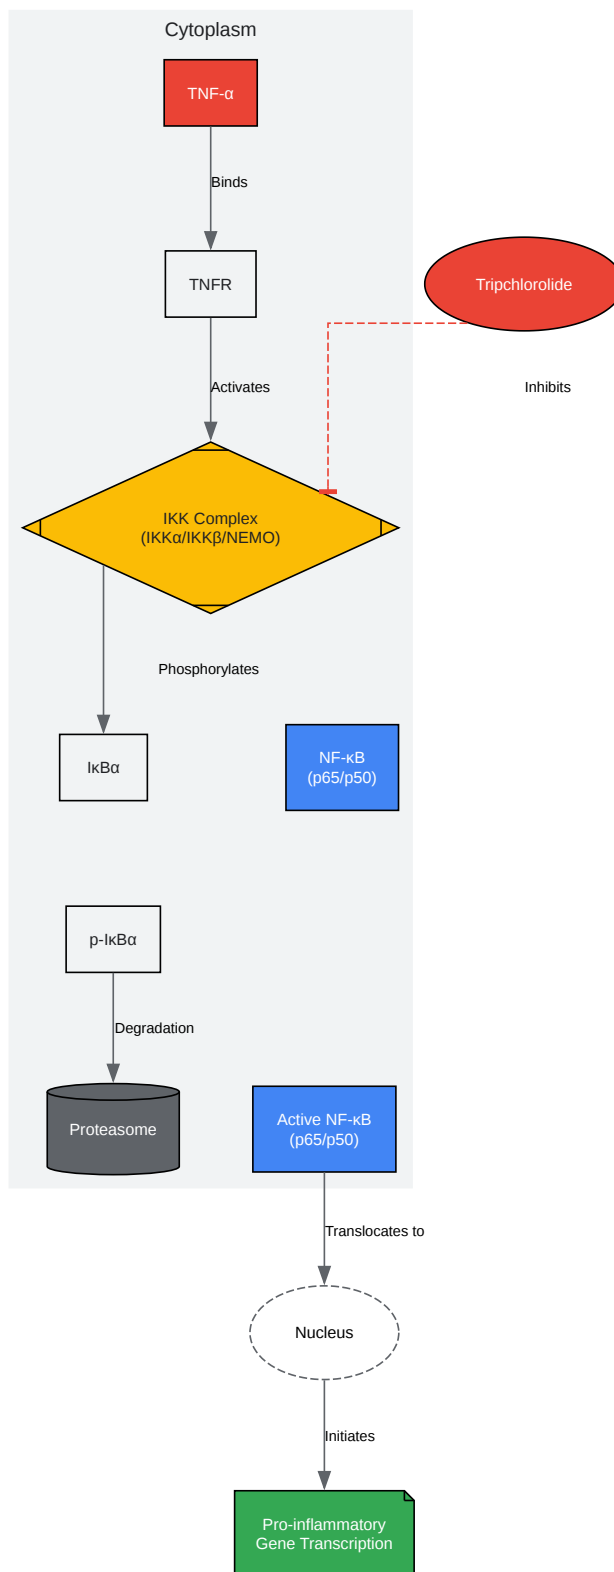 Cytoplasm
TNF-α
Binds
TNFR
Tripchlorolide
Activates
Inhibits
IKK Complex
(IKKα/IKKβ/NEMO)
Phosphorylates
IκBα
NF-κB
(p65/p50)
p-IκBα
Degradation
Proteasome
Active NF-κB
(p65/p50)
Translocates to
Nucleus
Initiates
Pro-inflammatory
Gene Transcription